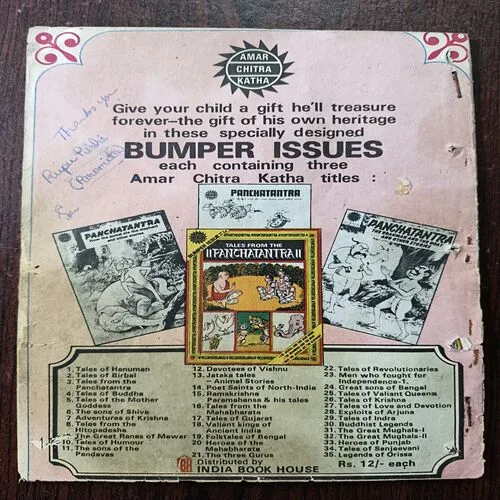 AMAR
CHITRA
KATHA
Give your child a gift he'll treasure
forever—the gift of his own heritage
in these specially designed
BUMPER ISSUES
each containing three
Amar Chitra Katha titles :
Thanks you
PANCHATANTRA
PANCHATANTRA
TALES FROM THE
PANCHATANTRA
PANCHATANTRA
AND OTHER STORIES
1. Tales of Hanuman
2. Tales of Birbal
3. Tales from the
Panchatantra
4. Tales of Buddha
5. Tales of the Mother
Goddess
6. The sons of Shiva
7. Adventures of Krishna
8. Tales from the
Hitopadesha
9. The Great Ranas of Mewar
10. Tales of Humour
11. The sons of the
Pandavas
12. Devotees of Vishnu
13. Jataka tales
— Animal Stories
14. Poet Saints of North-India
15. Ramakrishna
Paramahansa & his tales
16. Tales from the
Mahabharata
17. Tales of Gujarat
18. Valiant kings of
Ancient India
19. Folktales of Bengal
20. Heroes of the
Mahabharata
21. The three Gurus
22. Tales of Revolutionaries
23. Men who fought for
Independence-1.
24. Great sons of Bengal
25. Tales of Valiant Queens
26. Tales of Krishna
27. Tales of Love and Devotion
28. Exploits of Arjuna
29. Tales of Indra
30. Buddhist Legends
31. The Great Mughals-I
32. The Great Mughals-II
33. Heroes of Punjab
34. Tales of Sanjeevani
35. Legends of Orissa
Distributed by
INDIA BOOK HOUSE
Rs. 12/- each